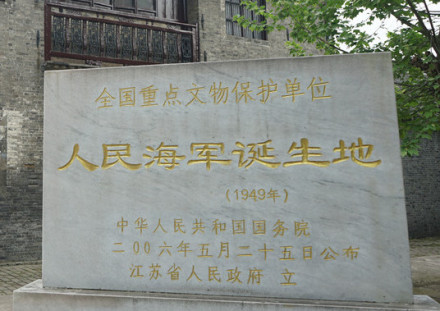 全国重点文物保护单位
人民海军诞生地
(1949年)
中华人民共和国国务院
二00六年五月二十五日公布
江苏省人民政府 立